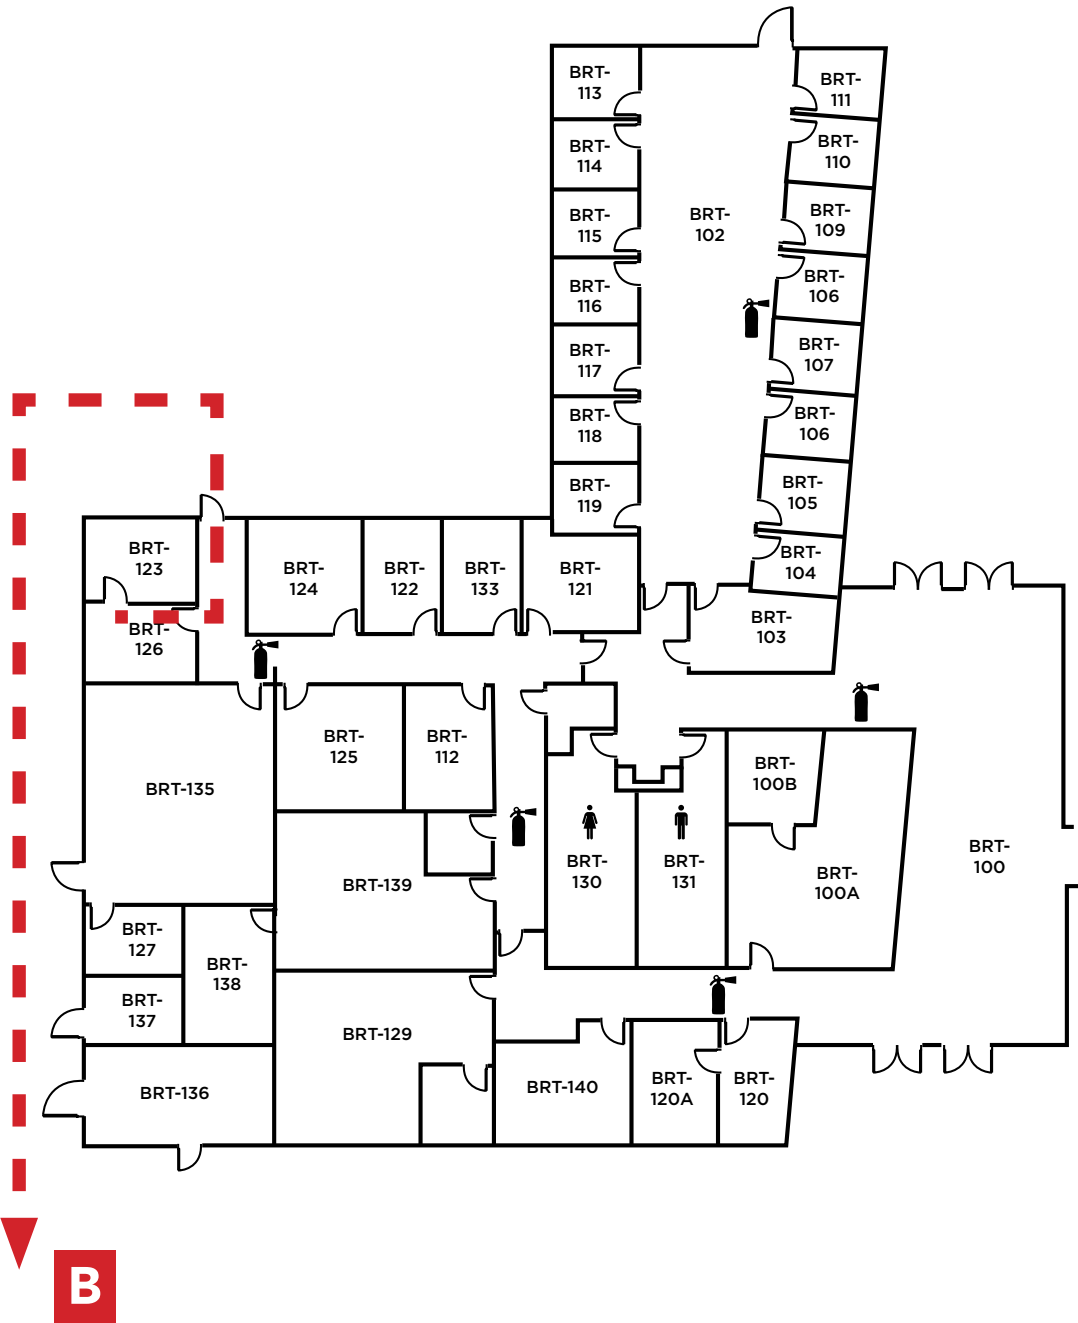 BRT-
113
BRT-
111
BRT-
114
BRT-
110
BRT-
115
BRT-
102
BRT-
109
BRT-
116
BRT-
106
BRT-
117
BRT-
107
BRT-
118
BRT-
106
BRT-
119
BRT-
105
BRT-
123
BRT-
124
BRT-
122
BRT-
133
BRT-
121
BRT-
104
BRT-
126
BRT-
103
BRT-
125
BRT-
112
BRT-135
BRT-
100B
BRT-139
BRT-
130
BRT-
131
BRT-
100A
BRT-
100
BRT-
127
BRT-
138
BRT-
137
BRT-129
BRT-136
BRT-140
BRT-
120A
BRT-
120
B